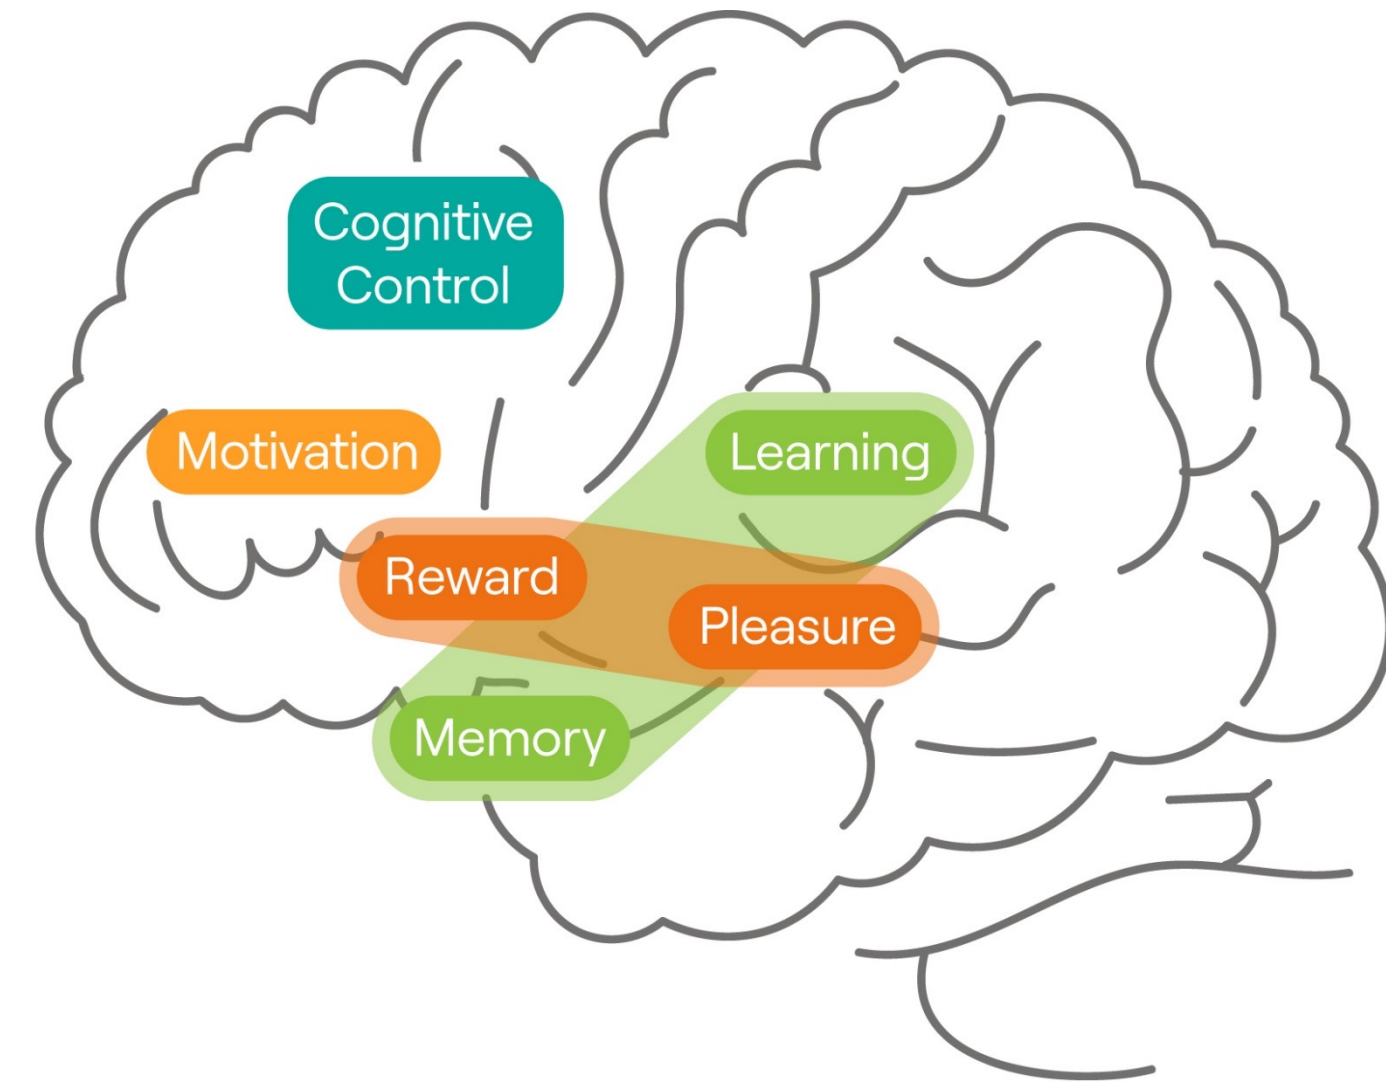 Cognitive
Control
Motivation
Learning
Reward
Pleasure
Memory